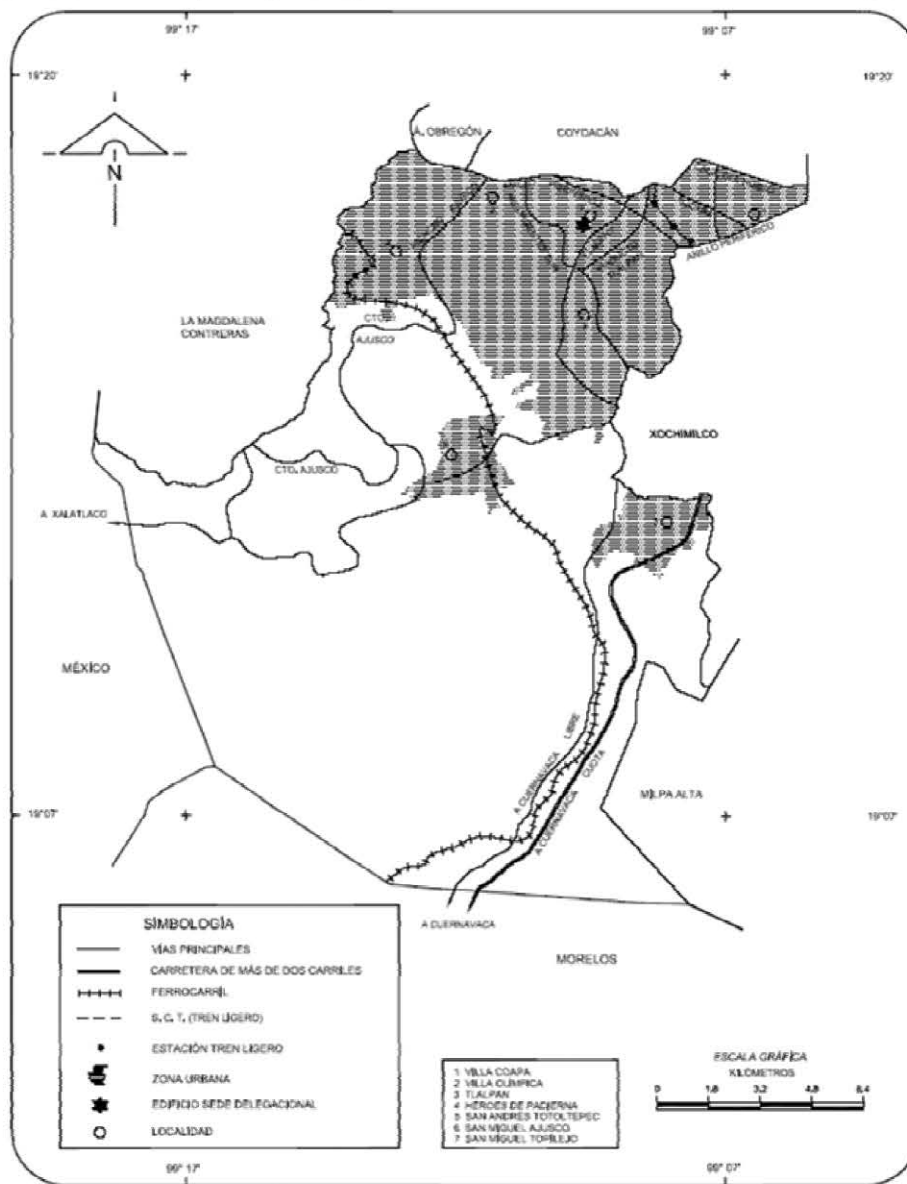 99° 17'
99° 07'
19°20'
19°20'
A. OBREGÓN
COYOACÁN
N
ANILLO PERIFERICO
LA MAGDALENA
CONTRERAS
CTO.
AJUSCO
XOCHIMILCO
CTO. AJUSCO
A XALATLACO
MÉXICO
A CUERNAVACA LIBRE
A CUERNAVACA CUOTA
MILPA ALTA
19°07'
19°07'
A CUERNAVACA
MORELOS
SIMBOLOGÍA
VÍAS PRINCIPALES
CARRETERA DE MÁS DE DOS CARRILES
FERROCARRIL
S. C. T. (TREN LIGERO)
ESTACIÓN TREN LIGERO
ZONA URBANA
EDIFICIO SEDE DELEGACIONAL
LOCALIDAD
1 VILLA COAPA
2 VILLA OLÍMPICA
3 TLALPAN
4 HÉROES DE PADIERNA
5 SAN ANDRÉS TOTOLTEPEC
6 SAN MIGUEL AJUSCO
7 SAN MIGUEL TOPILEJO
ESCALA GRÁFICA
KILOMETROS
0 1.6 3.2 4.8 6.4
99° 17'
99° 07'